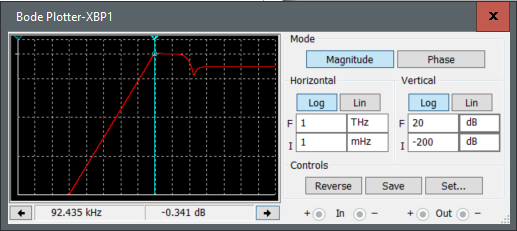 Bode Plotter-XBP1 X
Mode
Magnitude Phase
Horizontal Vertical
Log Lin Log Lin
F 1 THz F 20 dB
I 1 mHz I -200 dB
Controls
Reverse Save Set...
92.435 kHz -0.341 dB
+ In - + Out -